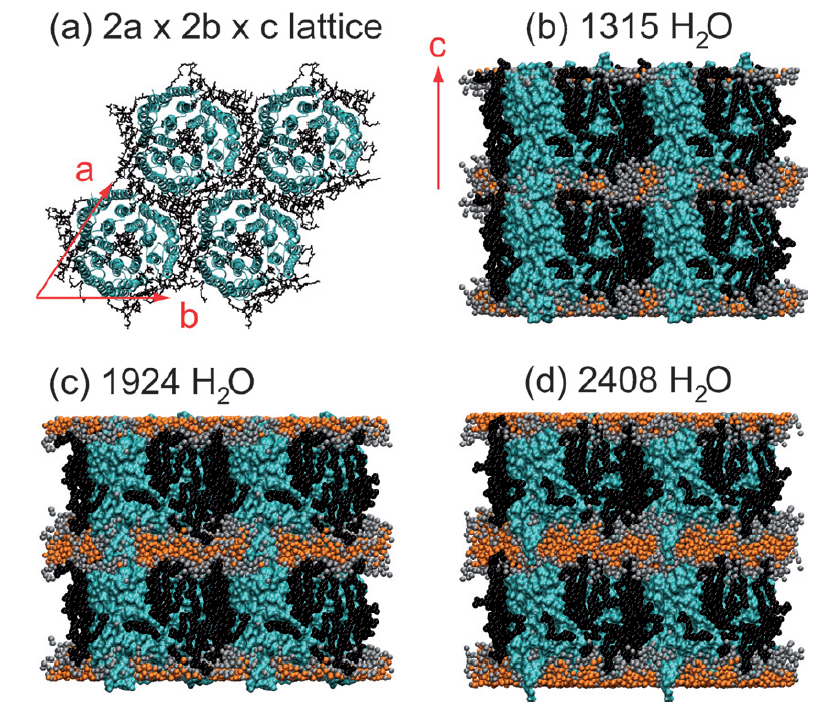 (a) 2a x 2b x c lattice
(b) 1315 H₂O
c
a
b
(c) 1924 H₂O
(d) 2408 H₂O